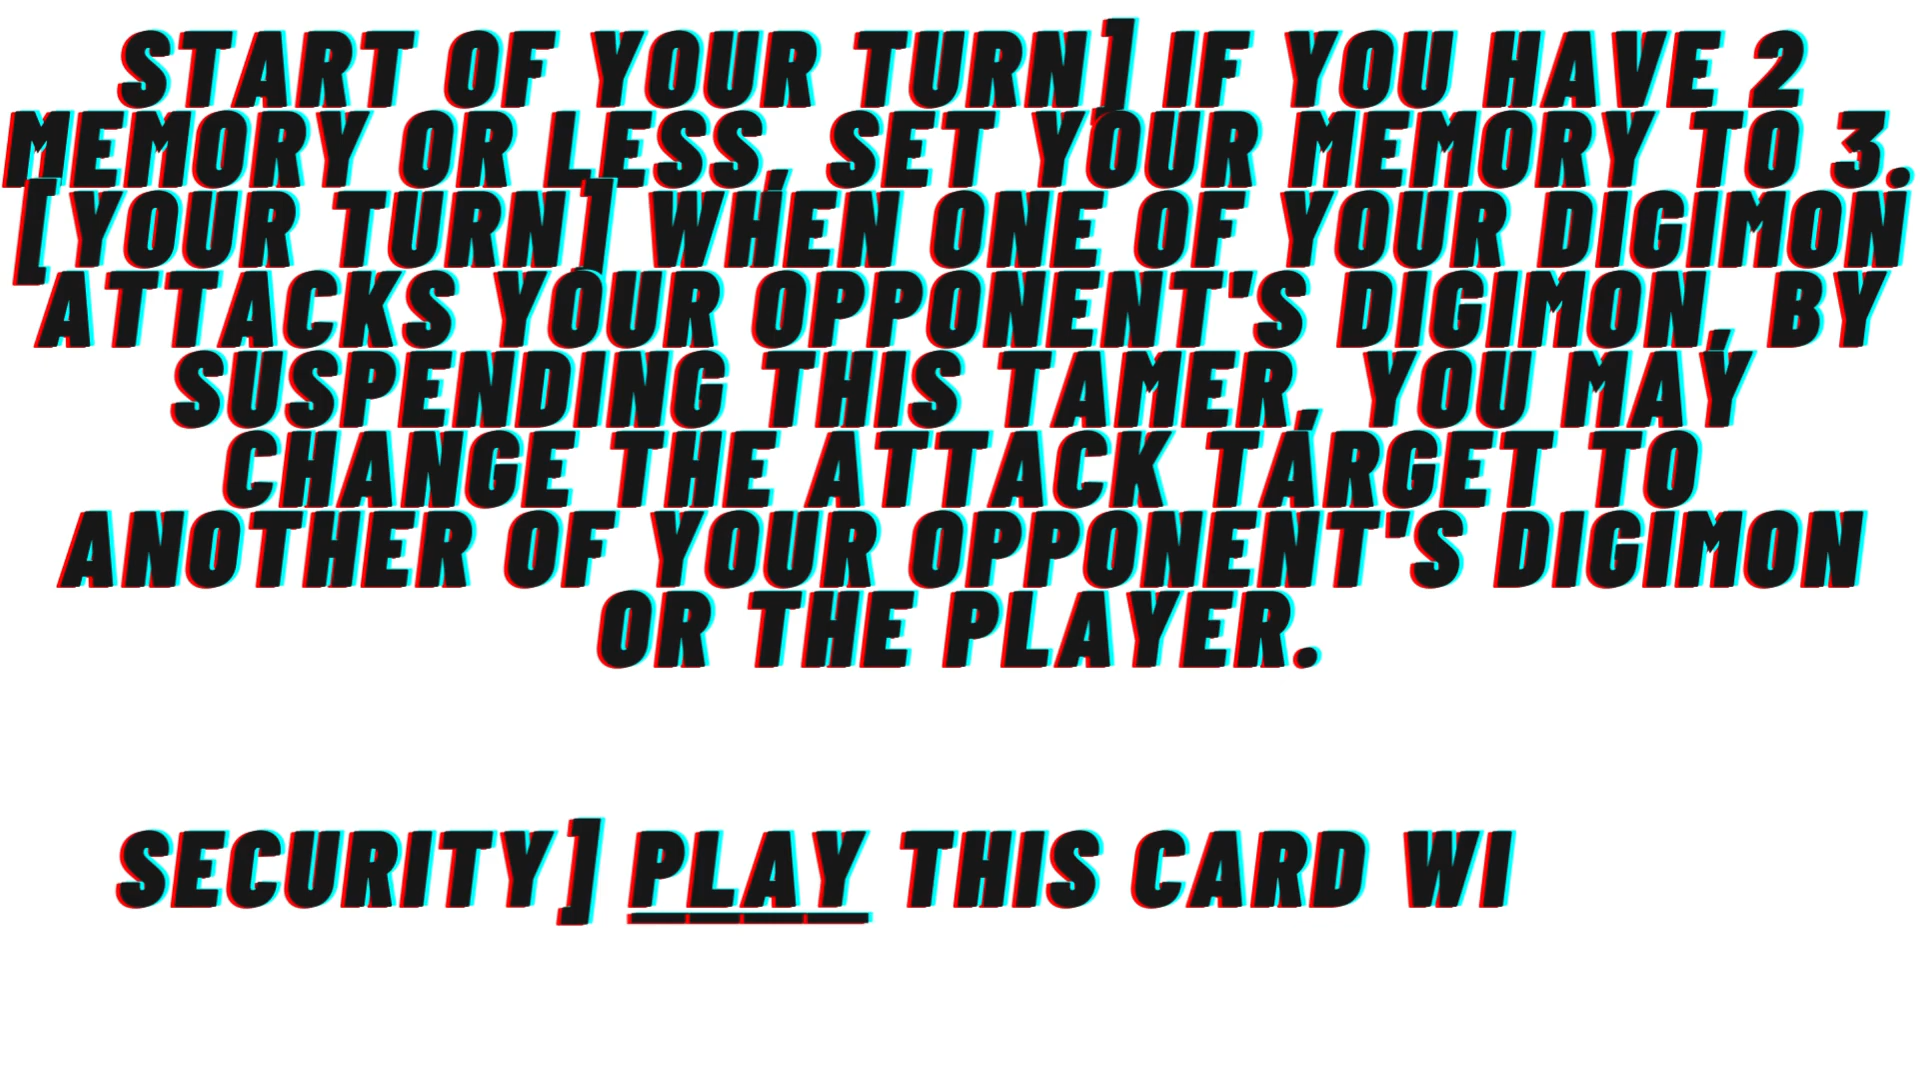 START OF YOUR TURN] IF YOU HAVE 2
MEMORY OR LESS, SET YOUR MEMORY TO 3.
[YOUR TURN] WHEN ONE OF YOUR DIGIMON
ATTACKS YOUR OPPONENT'S DIGIMON, BY
SUSPENDING THIS TAMER, YOU MAY
CHANGE THE ATTACK TARGET TO
ANOTHER OF YOUR OPPONENT'S DIGIMON
OR THE PLAYER.
SECURITY] PLAY THIS CARD WI